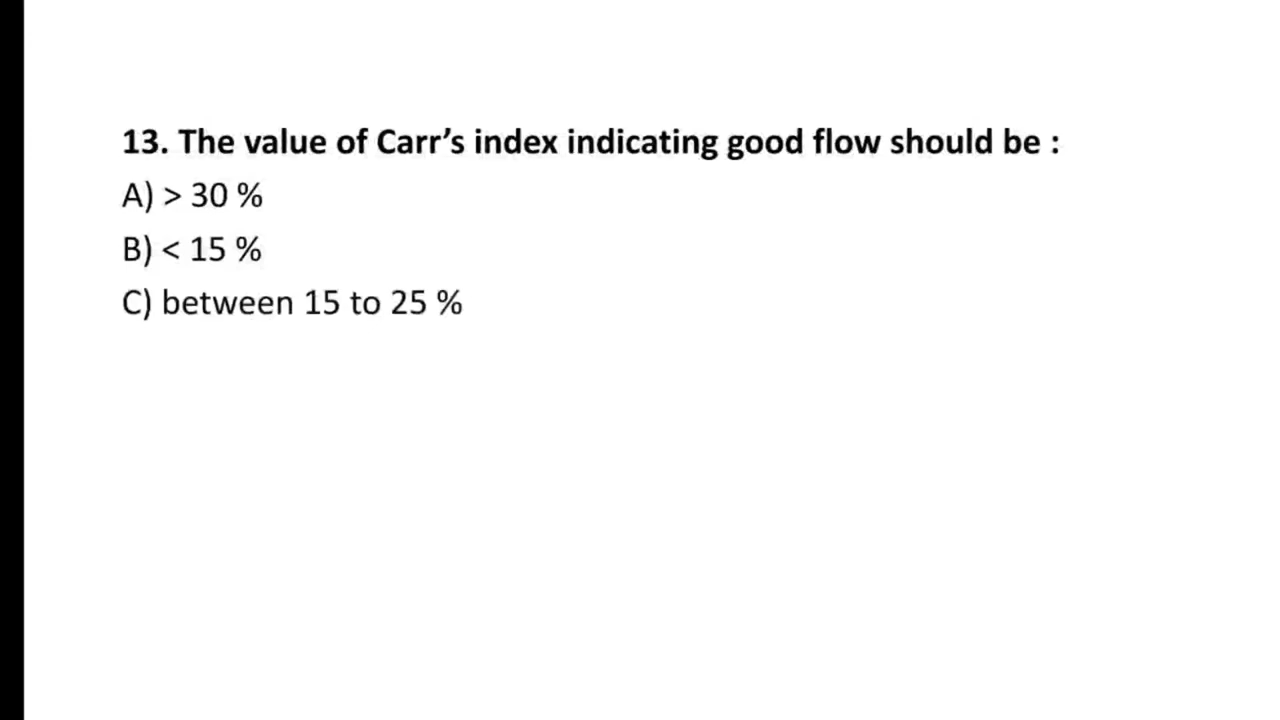 13. The value of Carr’s index indicating good flow should be :
A) > 30 %
B) < 15 %
C) between 15 to 25 %